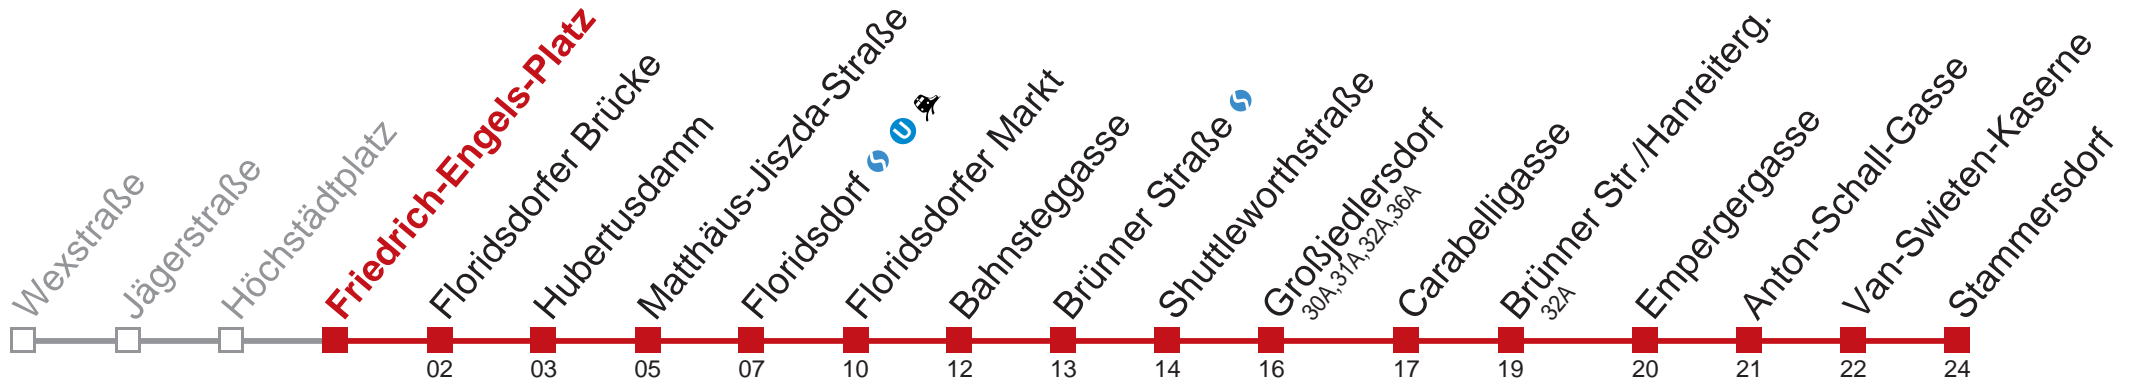 Wexstraße
Jägerstraße
Höchstädtplatz
Friedrich-Engels-Platz
Floridsdorfer Brücke
Hubertusdamm
Matthäus-Jiszda-Straße
Floridsdorf S U
Floridsdorfer Markt
Bahnsteggasse
Brünner Straße S
Shuttleworthstraße
Großjedlersdorf
30A,31A,32A,36A
Carabelligasse
Brünner Str./Hanreiterg.
32A
Empergergasse
Anton-Schall-Gasse
Van-Swieten-Kaserne
Stammersdorf
02 03 05 07 10 12 13 14 16 17 19 20 21 22 24